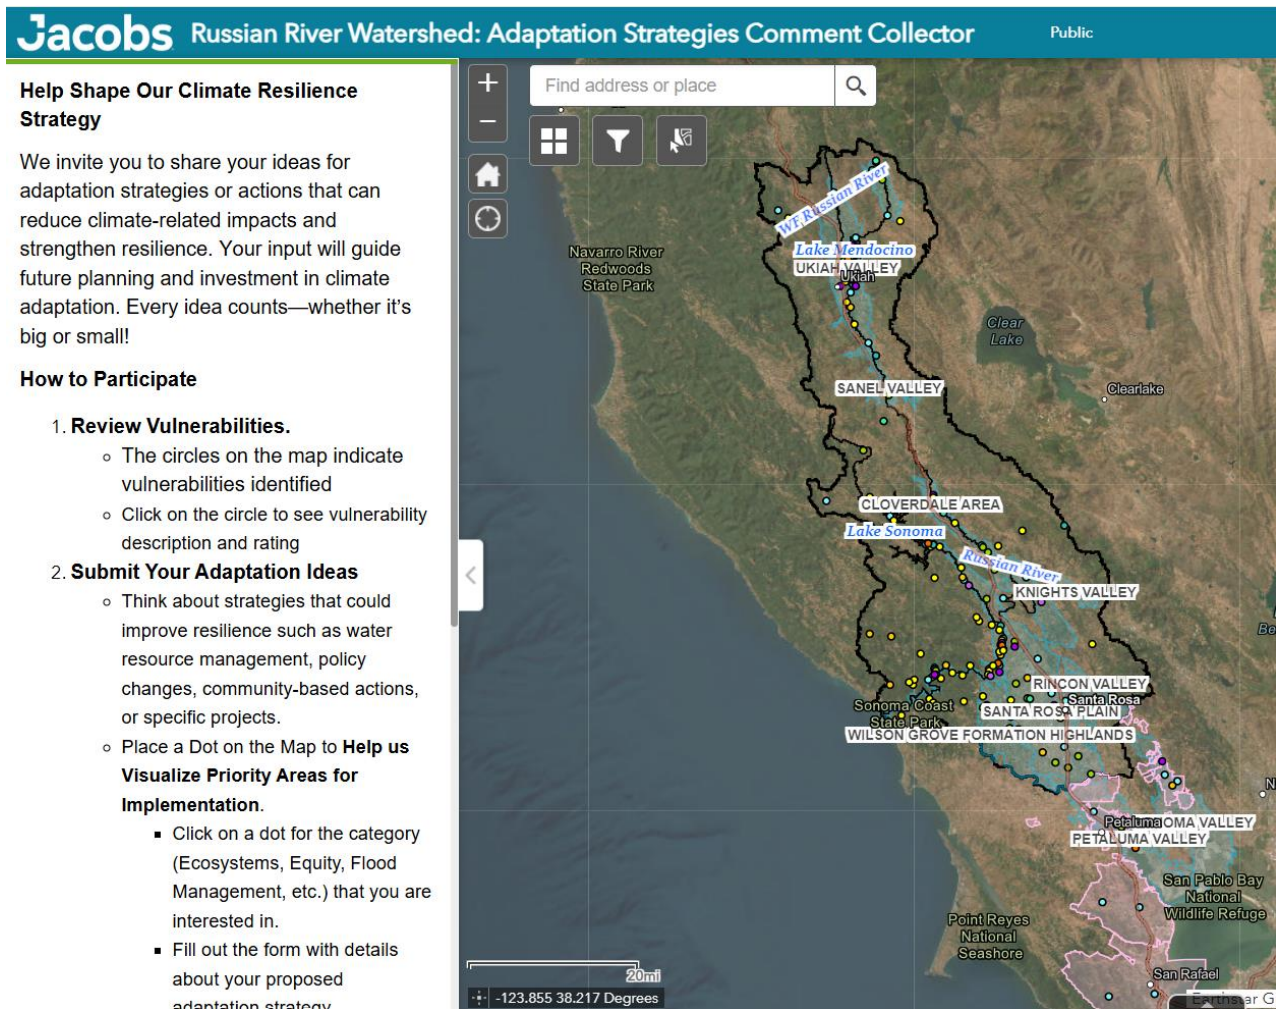 Jacobs Russian River Watershed: Adaptation Strategies Comment Collector
Public
Help Shape Our Climate Resilience
Strategy
We invite you to share your ideas for
adaptation strategies or actions that can
reduce climate-related impacts and
strengthen resilience. Your input will guide
future planning and investment in climate
adaptation. Every idea counts—whether it's
big or small!
How to Participate
1. Review Vulnerabilities.
The circles on the map indicate
vulnerabilities identified
Click on the circle to see vulnerability
description and rating
2. Submit Your Adaptation Ideas
Think about strategies that could
improve resilience such as water
resource management, policy
changes, community-based actions,
or specific projects.
Place a Dot on the Map to Help us
Visualize Priority Areas for
Implementation.
Click on a dot for the category
(Ecosystems, Equity, Flood
Management, etc.) that you are
interested in.
Fill out the form with details
about your proposed
adaptation strategy
Find address or place
WF Russian River
Lake Mendocino
UKIAH VALLEY
Ukiah
Navarro River
Redwoods
State Park
Clear
Lake
Clearlake
SANEL VALLEY
CLOVERDALE AREA
Lake Sonoma
Russian River
KNIGHTS VALLEY
RINCON VALLEY
Santa Rosa
Sonoma Coast
State Park
SANTA ROSA PLAIN
WILSON GROVE FORMATION HIGHLANDS
Petaluma
OMA VALLEY
PETALUMA VALLEY
San Pablo Bay
National
Wildlife Refuge
Point Reyes
National
Seashore
San Rafael
20mi
-123.855 38.217 Degrees
Earthstar G